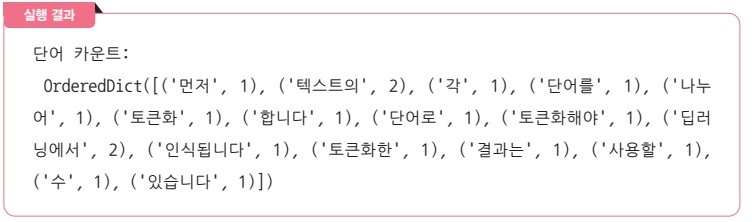 실행 결과
단어 카운트:
OrderedDict([('먼저', 1), ('텍스트의', 2), ('각', 1), ('단어를', 1), ('나누
어', 1), ('토큰화', 1), ('합니다', 1), ('단어로', 1), ('토큰화해야', 1), ('딥러
닝에서', 2), ('인식됩니다', 1), ('토큰화한', 1), ('결과는', 1), ('사용할', 1),
('수', 1), ('있습니다', 1)])